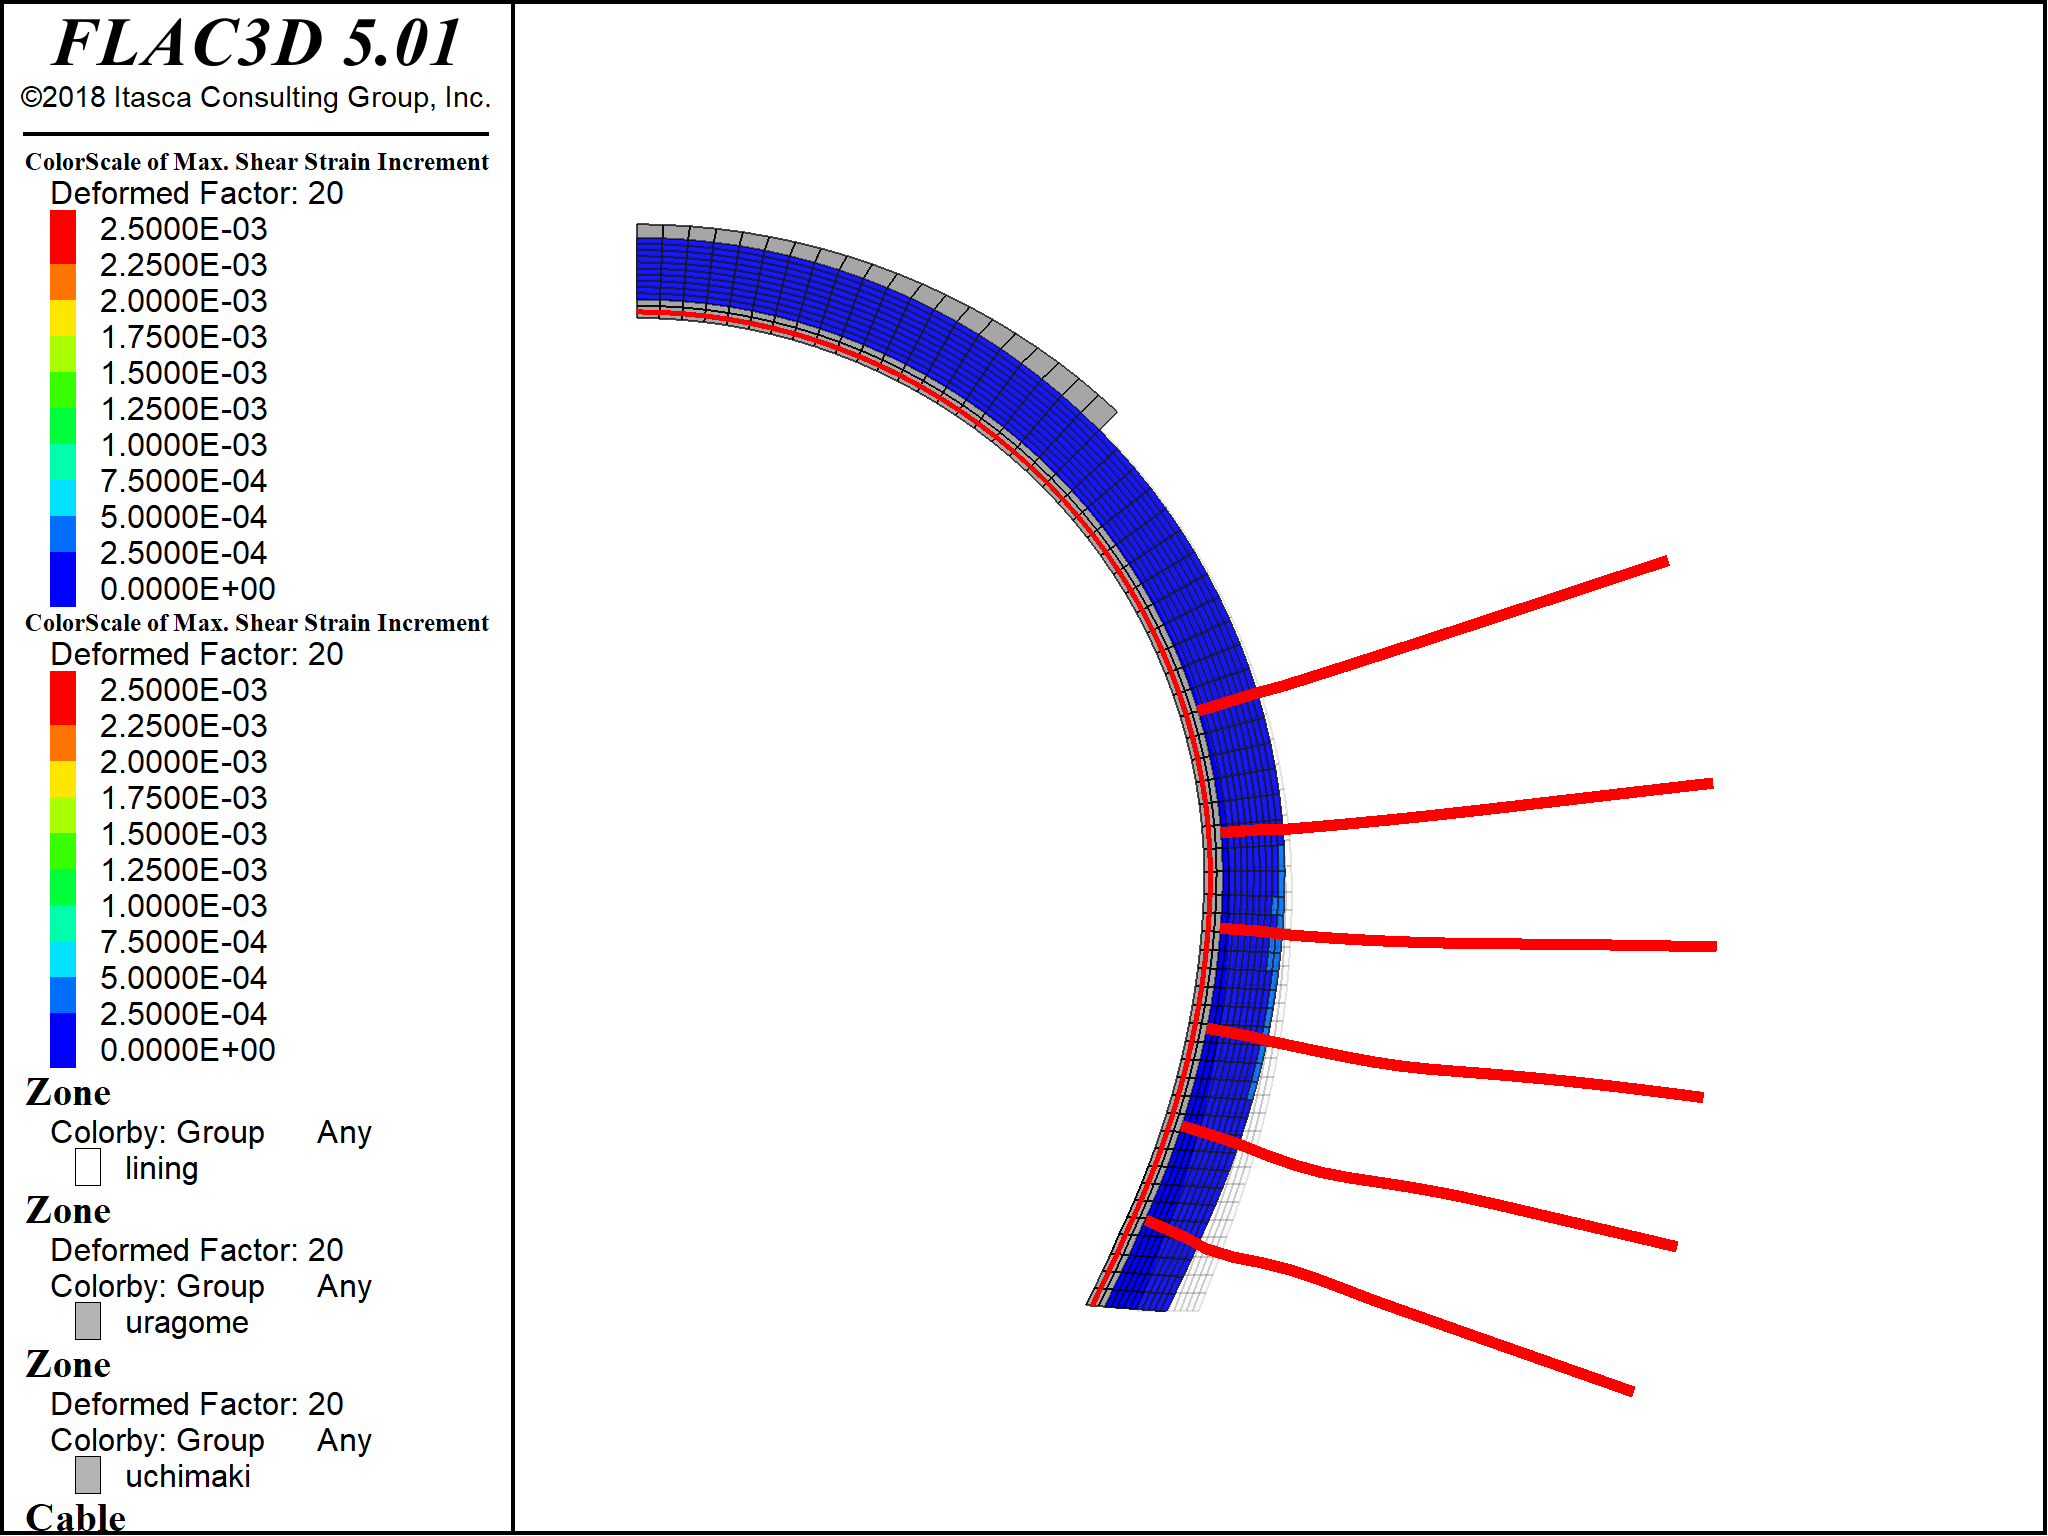 FLAC3D 5.01
©2018 Itasca Consulting Group, Inc.
ColorScale of Max. Shear Strain Increment
Deformed Factor: 20
2.5000E-03
2.2500E-03
2.0000E-03
1.7500E-03
1.5000E-03
1.2500E-03
1.0000E-03
7.5000E-04
5.0000E-04
2.5000E-04
0.0000E+00
ColorScale of Max. Shear Strain Increment
Deformed Factor: 20
2.5000E-03
2.2500E-03
2.0000E-03
1.7500E-03
1.5000E-03
1.2500E-03
1.0000E-03
7.5000E-04
5.0000E-04
2.5000E-04
0.0000E+00
Zone
Colorby: Group Any
lining
Zone
Deformed Factor: 20
Colorby: Group Any
uragome
Zone
Deformed Factor: 20
Colorby: Group Any
uchimaki
Cable